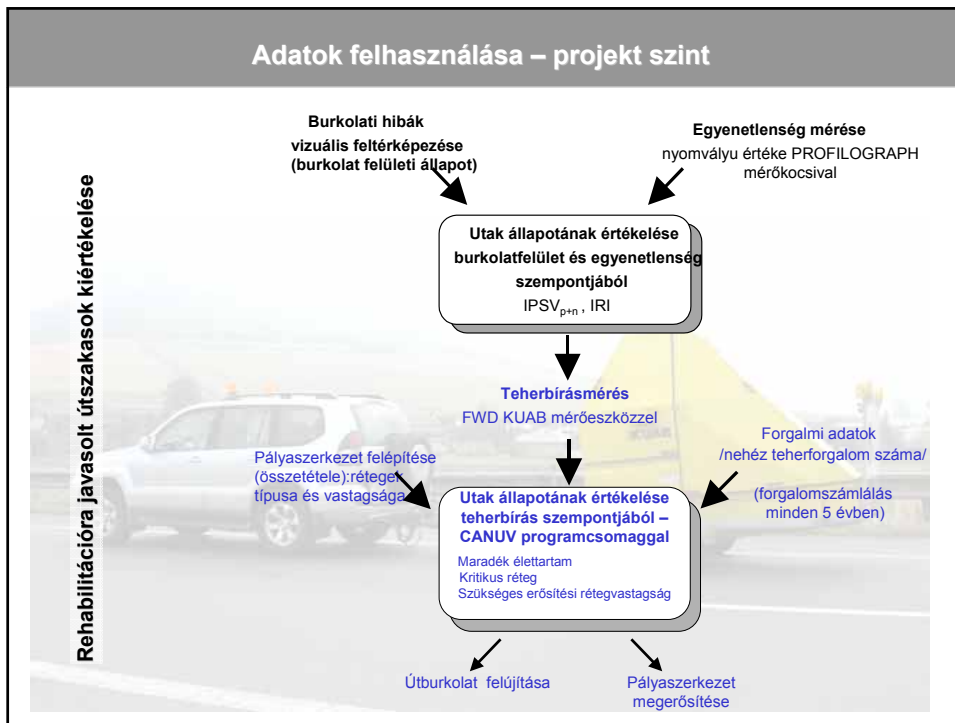 Adatok felhasználása – projekt szint
Rehabilitációra javasolt útszakasok kiértékelése
Burkolati hibák
vizuális feltérképezése
(burkolat felületi állapot)
Egyenetlenség mérése
nyomvályu értéke PROFILOGRAPH
mérőkocsival
Utak állapotának értékelése
burkolatfelület és egyenetlenség
szempontjából
IPSVp+n , IRI
Teherbírásmérés
FWD KUAB mérőeszközzel
Pályaszerkezet felépítése
(összetétele):rétegek
típusa és vastagsága
Forgalmi adatok
/nehéz teherforgalom száma/
(forgalomszámlálás
minden 5 évben)
Utak állapotának értékelése
teherbírás szempontjából –
CANUV programcsomaggal
Maradék élettartam
Kritikus réteg
Szükséges erősítési rétegvastagság
Útburkolat felújítása
Pályaszerkezet
megerősítése